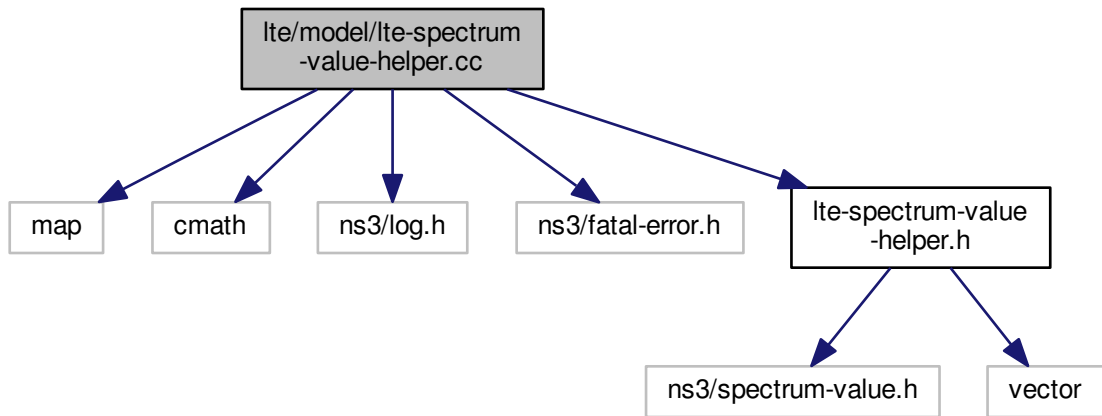 lte/model/lte-spectrum
-value-helper.cc
map
cmath
ns3/log.h
ns3/fatal-error.h
lte-spectrum-value
-helper.h
ns3/spectrum-value.h
vector